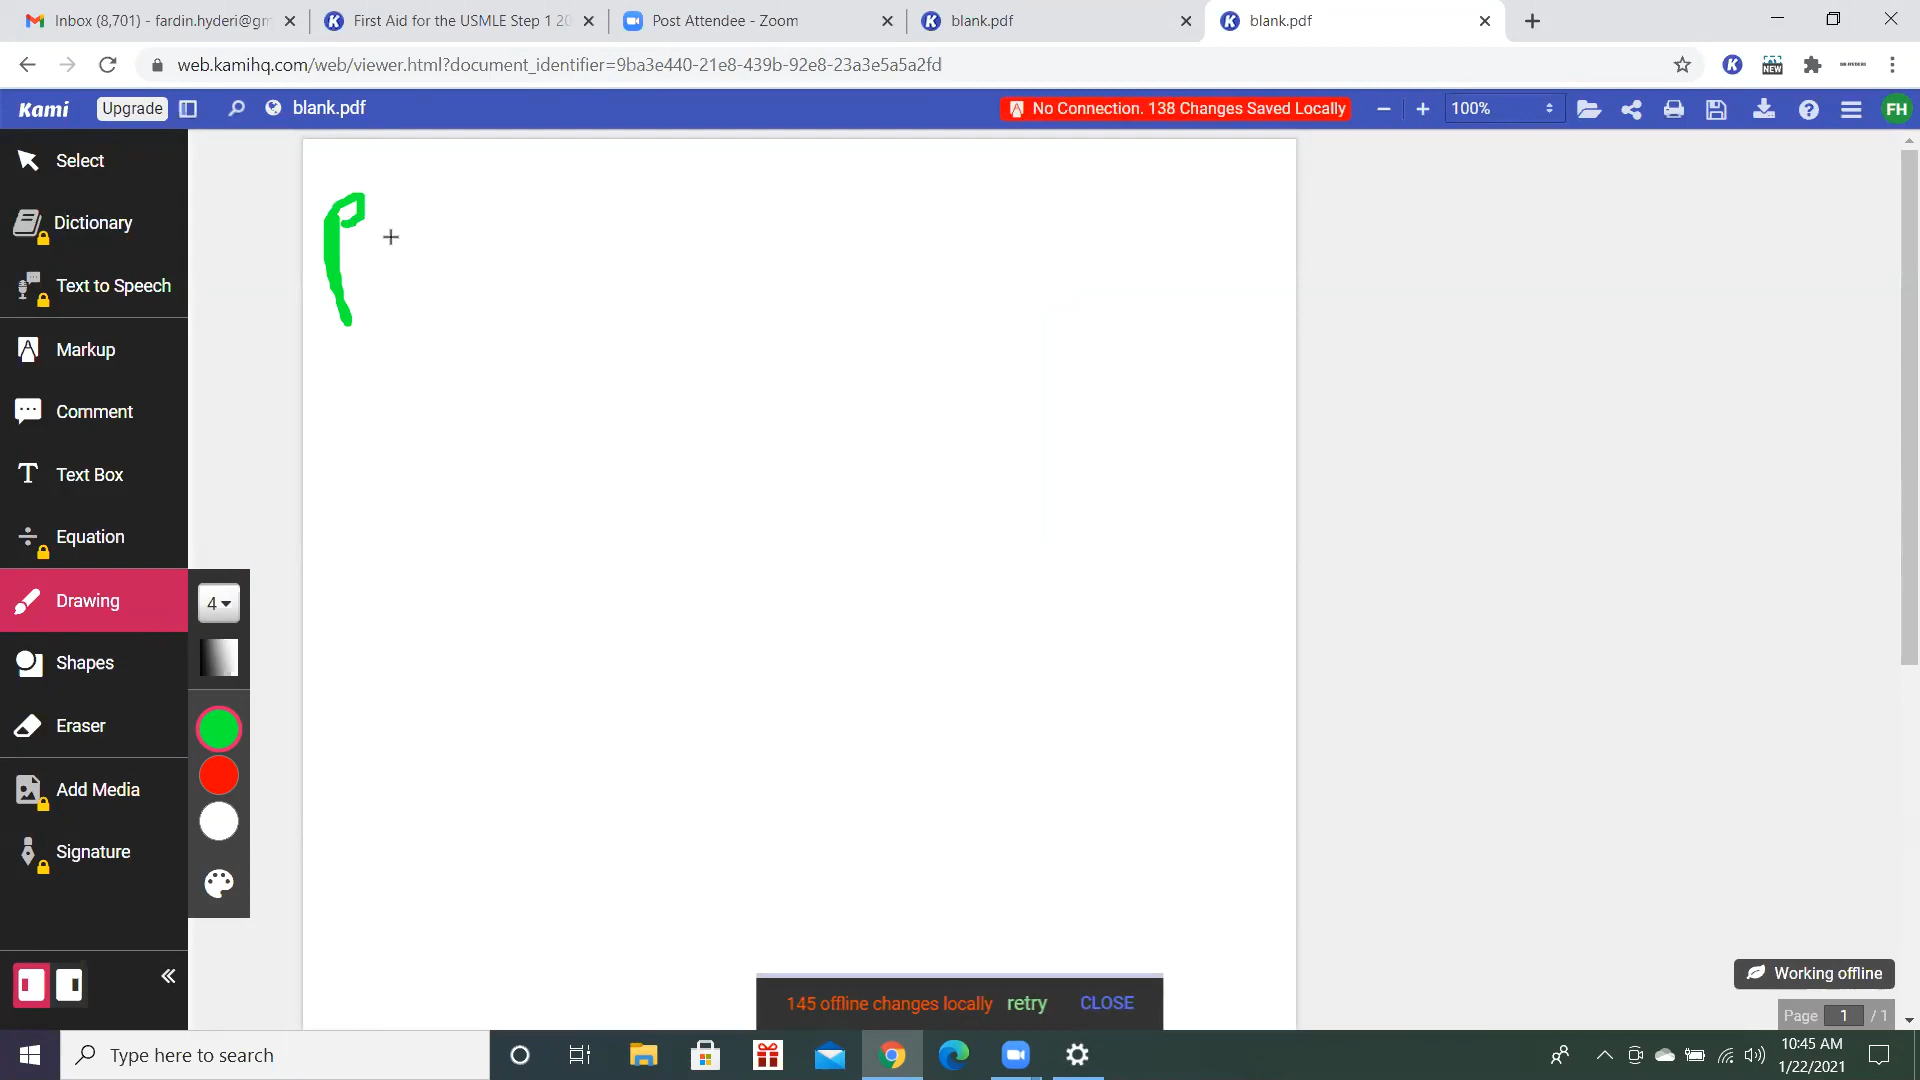 Inbox (8,701) - fardin.hyderi@gm
First Aid for the USMLE Step 1 20
Post Attendee - Zoom
blank.pdf
blank.pdf
web.kamihq.com/web/viewer.html?document_identifier=9ba3e440-21e8-439b-92e8-23a3e5a5a2fd
NEW
Kami
Upgrade
blank.pdf
No Connection. 138 Changes Saved Locally
100%
FH
Select
Dictionary
Text to Speech
Markup
Comment
Text Box
Equation
Drawing
4
Shapes
Eraser
Add Media
Signature
P
Working offline
145 offline changes locally retry CLOSE
Page 1 / 1
Type here to search
10:45 AM
1/22/2021